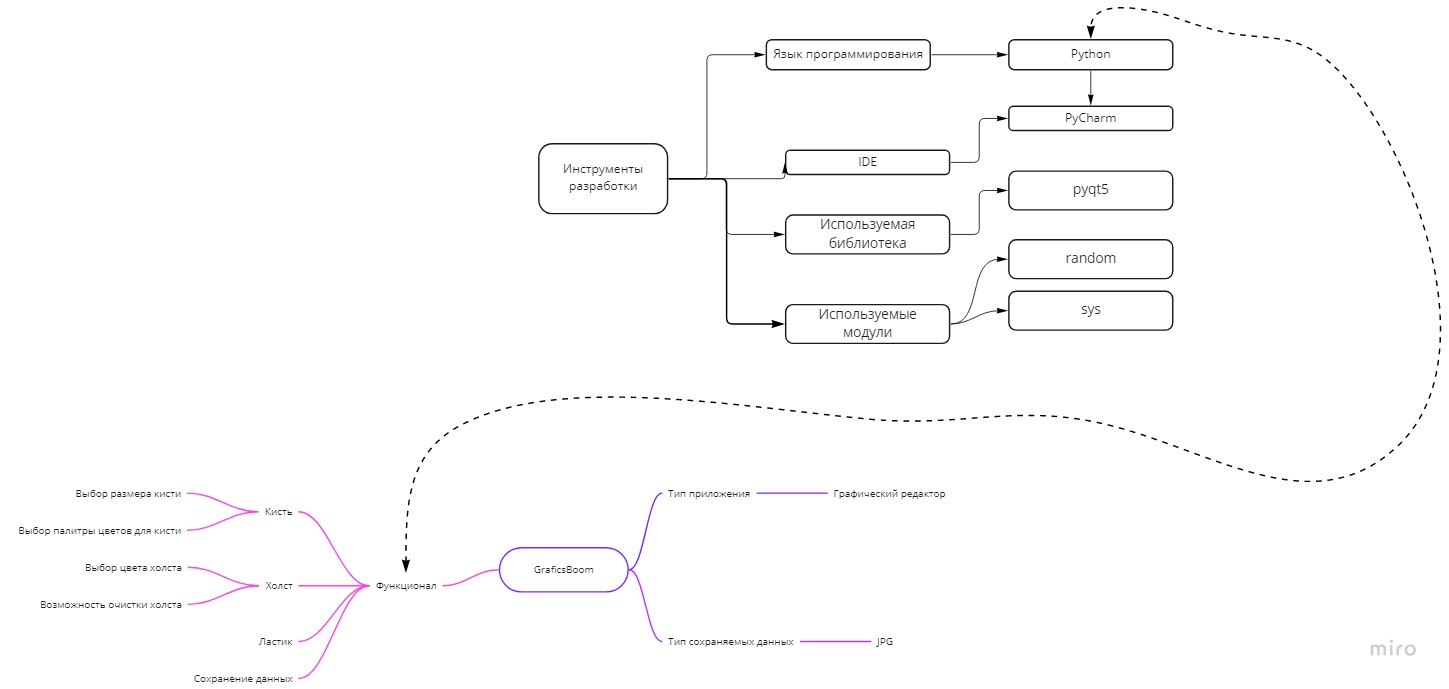 Язык программирования
Python
PyCharm
Инструменты
разработки
IDE
pyqt5
Используемая
библиотека
random
Используемые
модули
sys
Выбор размера кисти
Кисть
Выбор палитры цветов для кисти
Выбор цвета холста
Холст
Возможность очистки холста
Ластик
Сохранение данных
Функционал
GraficsBoom
Тип приложения
Графический редактор
Тип сохраняемых данных
JPG
miro